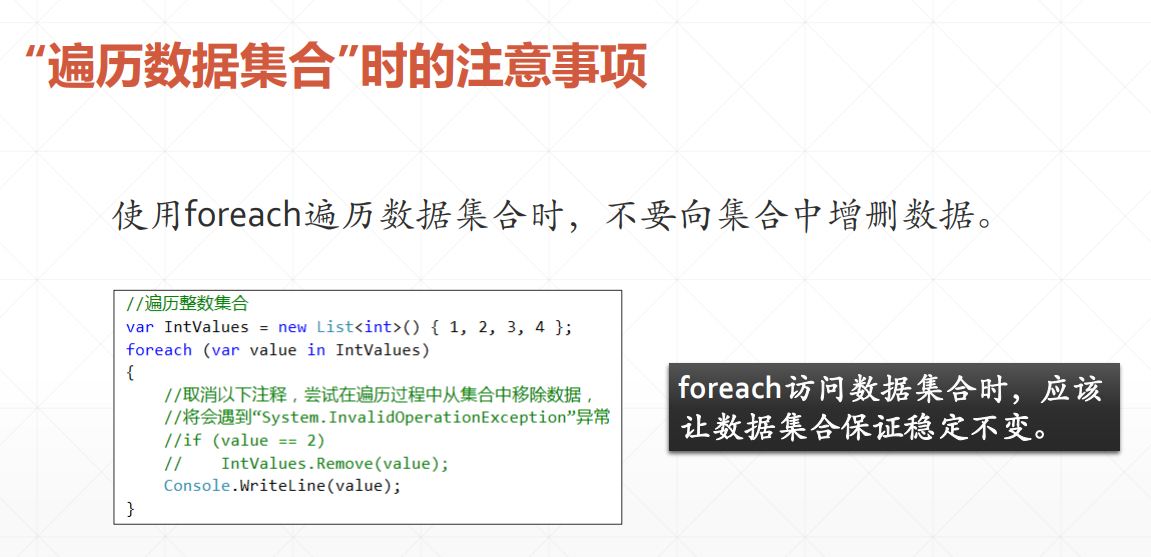 “遍历数据集合”时的注意事项
使用foreach遍历数据集合时，不要向集合中增删数据。
//遍历整数集合
var IntValues = new List<int>() { 1, 2, 3, 4 };
foreach (var value in IntValues)
{
    //取消以下注释，尝试在遍历过程中从集合中移除数据，
    //将会遇到“System.InvalidOperationException”异常
    //if (value == 2)
    //    IntValues.Remove(value);
    Console.WriteLine(value);
}
foreach访问数据集合时，应该
让数据集合保证稳定不变。